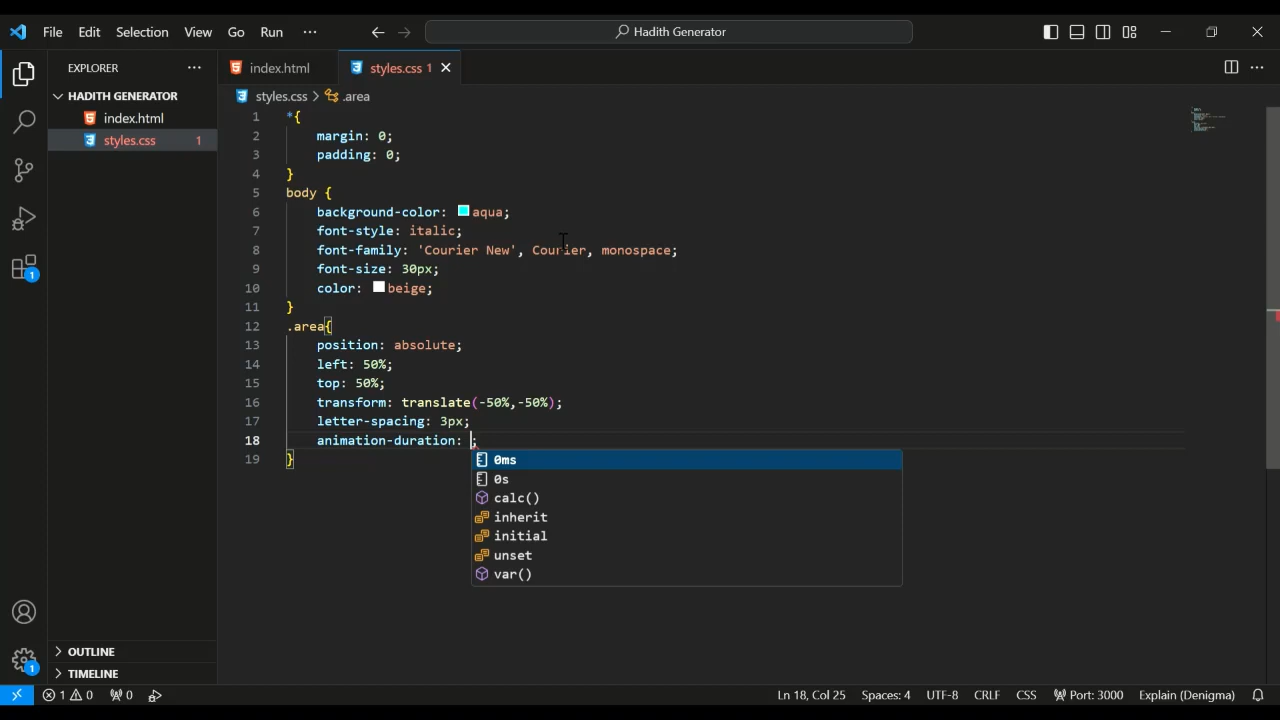 File Edit Selection View Go Run ··· Hadith Generator
EXPLORER ···
index.html
styles.css 1
HADITH GENERATOR
index.html
styles.css 1
styles.css > .area
1 *{
2 margin: 0;
3 padding: 0;
4 }
5 body {
6 background-color: aqua;
7 font-style: italic;
8 font-family: 'Courier New', Courier, monospace;
9 font-size: 30px;
10 color: beige;
11 }
12 .area{
13 position: absolute;
14 left: 50%;
15 top: 50%;
16 transform: translate(-50%,-50%);
17 letter-spacing: 3px;
18 animation-duration: ;
19 }
0ms
0s
calc()
inherit
initial
unset
var()
1
1
OUTLINE
TIMELINE
1 0 0 Ln 18, Col 25 Spaces: 4 UTF-8 CRLF CSS Port: 3000 Explain (Denigma)